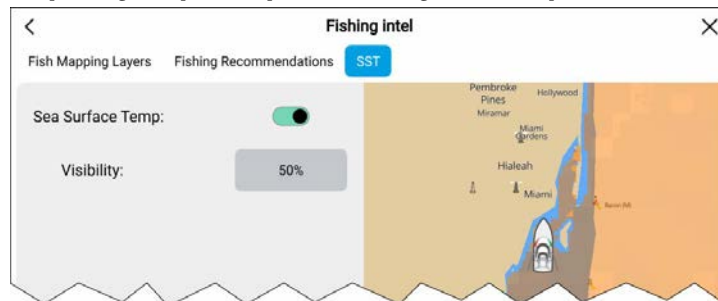 Fishing intel
Fish Mapping Layers Fishing Recommendations SST
Sea Surface Temp:
Visibility: 50%
Pembroke
Pines
Hollywood
Miramar
Miami
Gardens
Hialeah
Miami